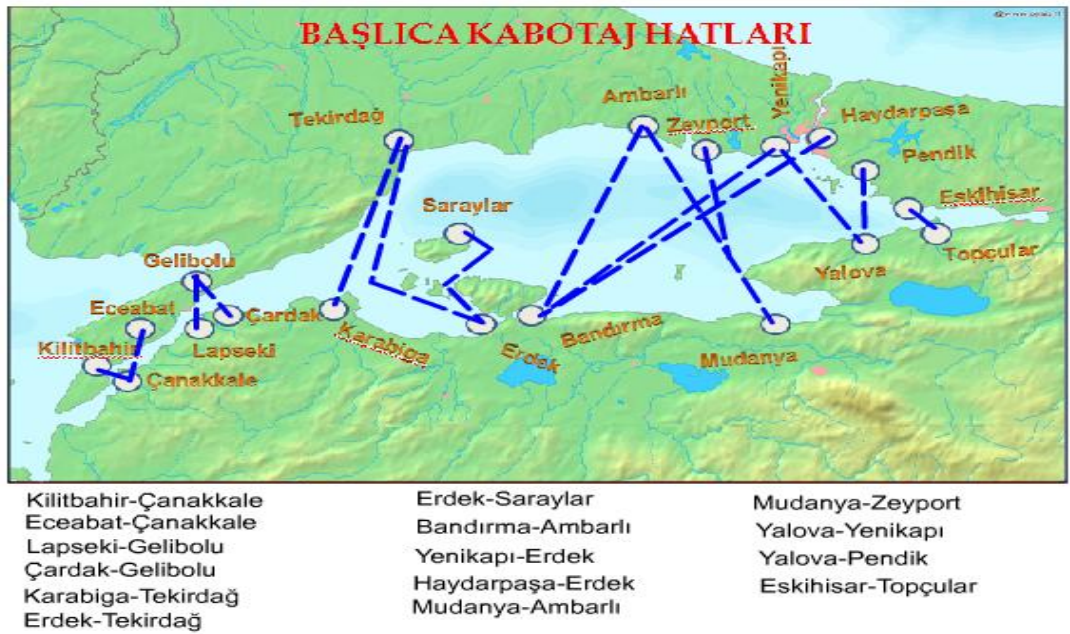 BAŞLICA KABOTAJ HATLARI
Ambarlı
Yenikapı
Tekirdağ
Zeyport
Haydarpaşa
Pendik
Eskihisar
Saraylar
Topçular
Gelibolu
Yalova
Eceabat
Çardak
Kilitbahir
Lapseki
Karabiga
Erdek
Bandırma
Mudanya
Çanakkale
Kilitbahir-Çanakkale
Eceabat-Çanakkale
Lapseki-Gelibolu
Çardak-Gelibolu
Karabiga-Tekirdağ
Erdek-Tekirdağ
Erdek-Saraylar
Bandırma-Ambarlı
Yenikapı-Erdek
Haydarpaşa-Erdek
Mudanya-Ambarlı
Mudanya-Zeyport
Yalova-Yenikapı
Yalova-Pendik
Eskihisar-Topçular